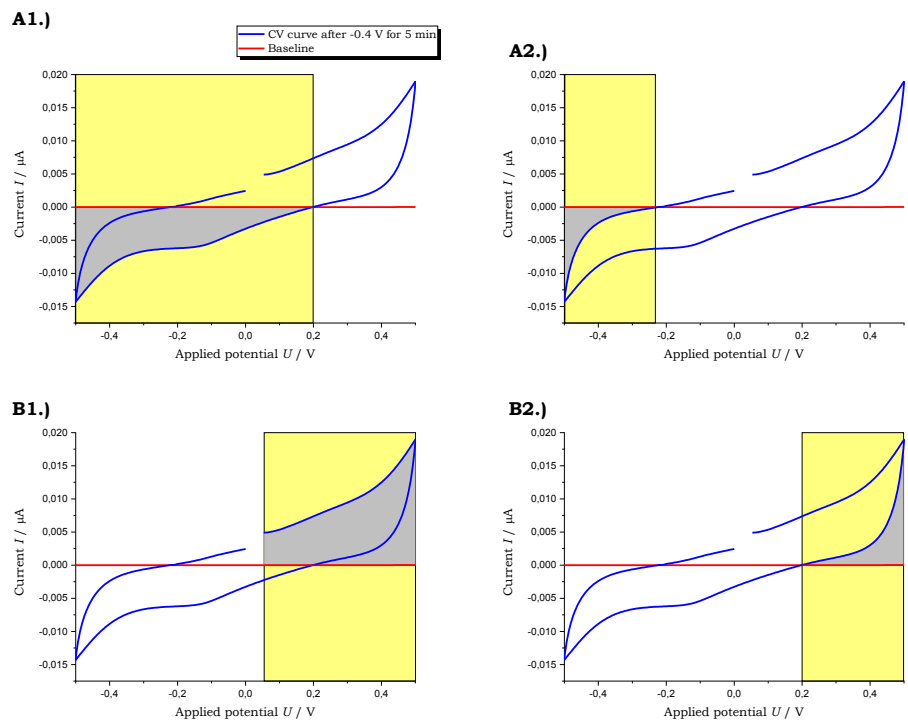 A1.)
CV curve after -0.4 V for 5 min
Baseline
A2.)
0,020
0,015
0,010
0,005
0,000
-0,005
-0,010
-0,015
Current I / µA
-0,4 -0,2 0,0 0,2 0,4
Applied potential U / V
0,020
0,015
0,010
0,005
0,000
-0,005
-0,010
-0,015
Current I / µA
-0,4 -0,2 0,0 0,2 0,4
Applied potential U / V
B1.)
B2.)
0,020
0,015
0,010
0,005
0,000
-0,005
-0,010
-0,015
Current I / µA
-0,4 -0,2 0,0 0,2 0,4
Applied potential U / V
0,020
0,015
0,010
0,005
0,000
-0,005
-0,010
-0,015
Current I / µA
-0,4 -0,2 0,0 0,2 0,4
Applied potential U / V